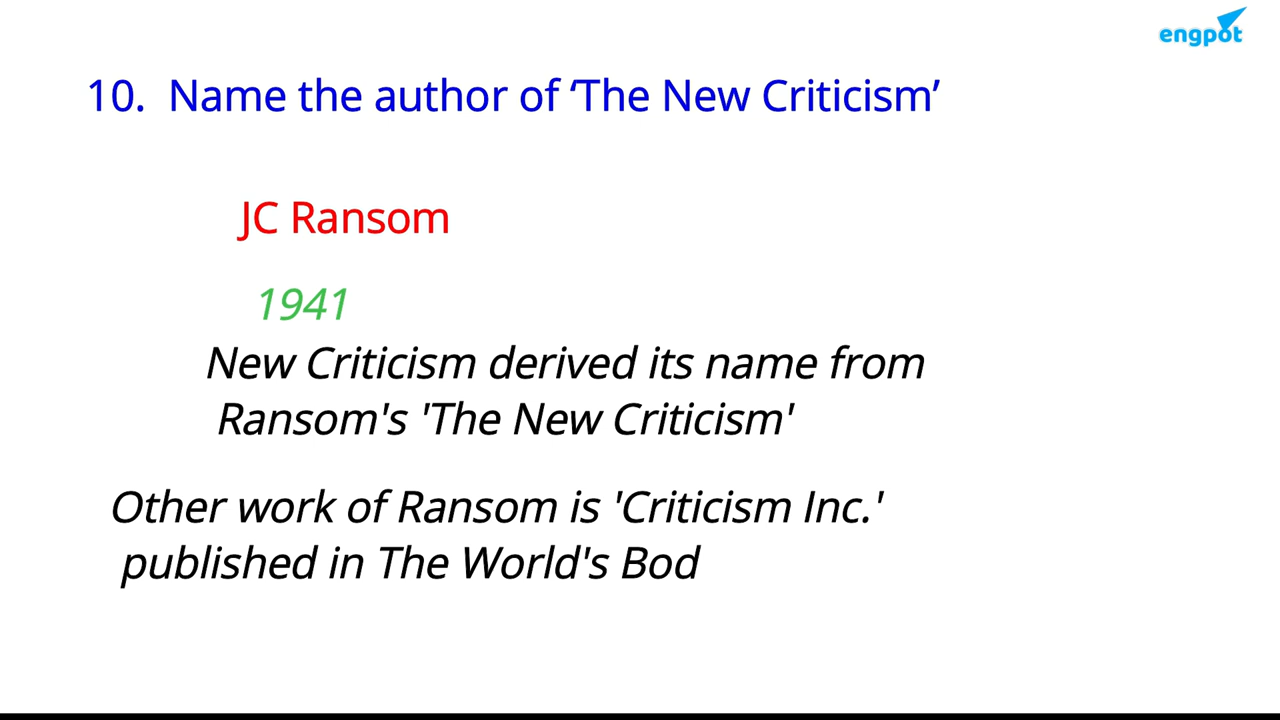 engpot
10. Name the author of ‘The New Criticism’
JC Ransom
1941
New Criticism derived its name from
Ransom's 'The New Criticism'
Other work of Ransom is 'Criticism Inc.'
published in The World's Bod